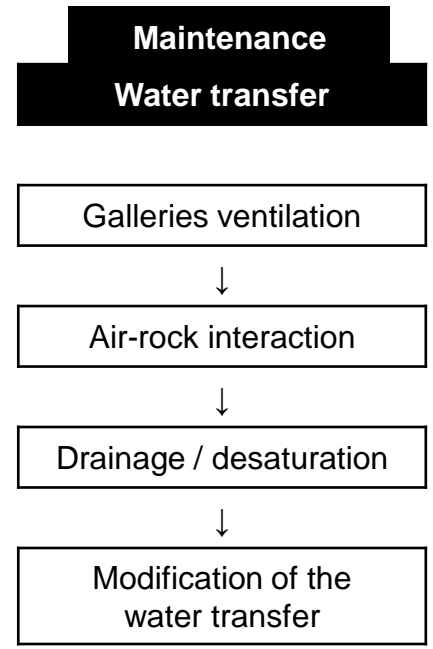 Maintenance
Water transfer
Galleries ventilation
↓
Air-rock interaction
↓
Drainage / desaturation
↓
Modification of the
water transfer